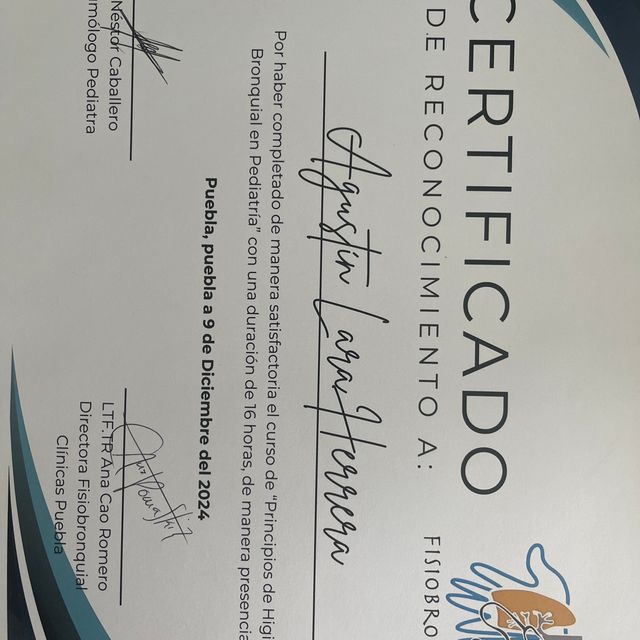 CERTIFICADO
DE RECONOCIMIENTO A:
FISIOBRO
Agustín Lara Herrera
Por haber completado de manera satisfactoria el curso de "Principios de Higi
Bronquial en Pediatría" con una duración de 16 horas, de manera presencia
Puebla, puebla a 9 de Diciembre del 2024
Néstor Caballero
umólogo Pediatra
LTF.TR Ana Cao Romero
Directora Fisiobronquial
Clínicas Puebla